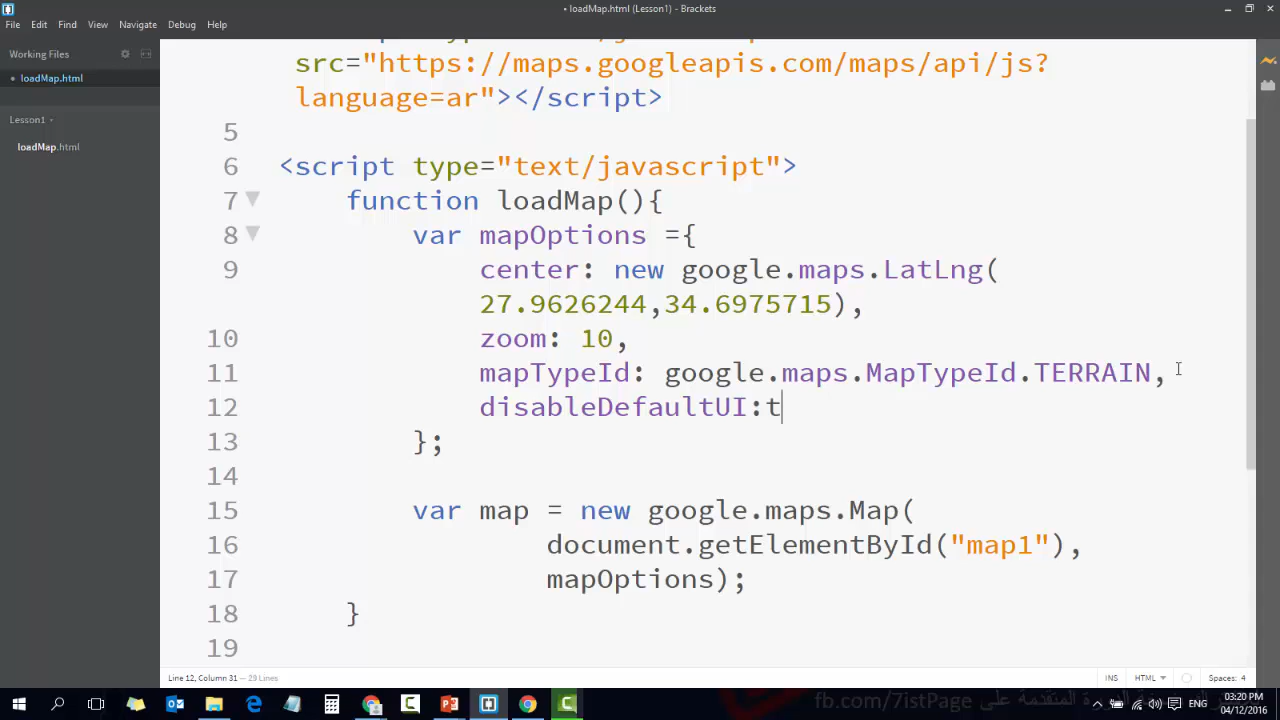 • loadMap.html (Lesson1) - Brackets
File Edit Find View Navigate Debug Help
Working Files
• loadMap.html
Lesson1
loadMap.html
src="https://maps.googleapis.com/maps/api/js?
language=ar"></script>
5
6 <script type="text/javascript">
7 function loadMap(){
8 var mapOptions ={
9 center: new google.maps.LatLng(
27.9626244,34.6975715),
10 zoom: 10,
11 mapTypeId: google.maps.MapTypeId.TERRAIN,
12 disableDefaultUI:t
13 };
14
15 var map = new google.maps.Map(
16 document.getElementById("map1"),
17 mapOptions);
18 }
19
Line 12, Column 31 — 29 Lines
INS HTML Spaces: 4
fb.com/7istPage
ENG
03:20 PM
04/12/2016